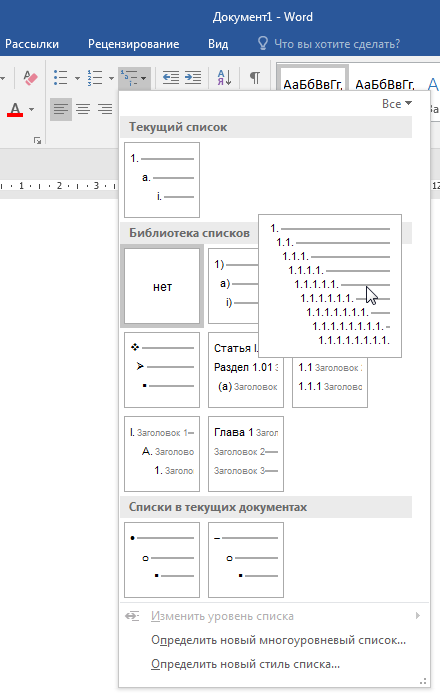 Документ1 - Word
Рассылки Рецензирование Вид Что вы хотите сделать?
АаБбВвГг, АаБбВвГг,
Все
Текущий список
1.
a.
i.
Библиотека списков
нет
1)
a)
i)
1.
1.1.
1.1.1.
1.1.1.1.
1.1.1.1.1.
1.1.1.1.1.1.
1.1.1.1.1.1.1.
1.1.1.1.1.1.1.1.
1.1.1.1.1.1.1.1.
Статья I.
Раздел 1.01 З
(a) Заголовок
1.1 Заголовок
1.1.1 Заголовок
I. Заголовок 1
A. Заголо
1. Заголо
Глава 1 Загол
Заголовок 2
Заголовок 3
Списки в текущих документах
Изменить уровень списка
Определить новый многоуровневый список...
Определить новый стиль списка...